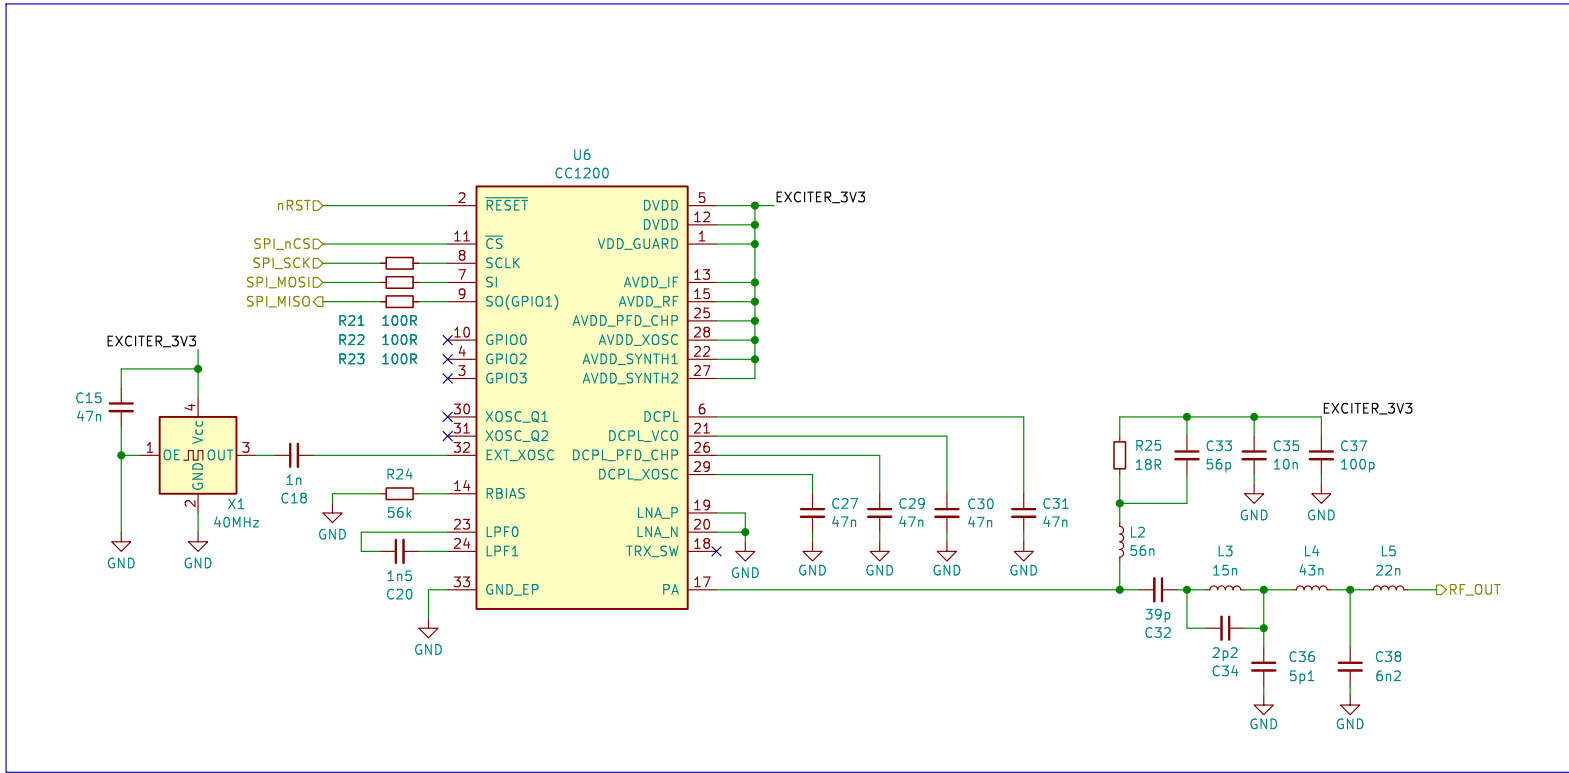 U6
CC1200
nRST
SPI_nCS
SPI_SCK
SPI_MOSI
SPI_MISO
R21 100R
R22 100R
R23 100R
2 RESET
11 CS
8 SCLK
7 SI
9 SO(GPIO1)
10 GPIO0
4 GPIO2
3 GPIO3
30 XOSC_Q1
31 XOSC_Q2
32 EXT_XOSC
14 RBIAS
23 LPF0
24 LPF1
33 GND_EP
DVDD 5
DVDD 12
VDD_GUARD 1
AVDD_IF 13
AVDD_RF 15
AVDD_PFD_CHP 25
AVDD_XOSC 28
AVDD_SYNTH1 22
AVDD_SYNTH2 27
DCPL 6
DCPL_VCO 21
DCPL_PFD_CHP 26
DCPL_XOSC 29
LNA_P 19
LNA_N 20
TRX_SW 18
PA 17
EXCITER_3V3
EXCITER_3V3
C15
47n
4
Vcc
1 OE OUT 3
GND
2
X1
40MHz
GND
GND
1n
C18
R24
56k
GND
1n5
C20
GND
GND
C27
47n
GND
C29
47n
GND
C30
47n
GND
C31
47n
GND
EXCITER_3V3
R25
18R
C33
56p
C35
10n
GND
C37
100p
GND
L2
56n
39p
C32
L3
15n
2p2
C34
L4
43n
L5
22n
RF_OUT
C36
5p1
GND
C38
6n2
GND